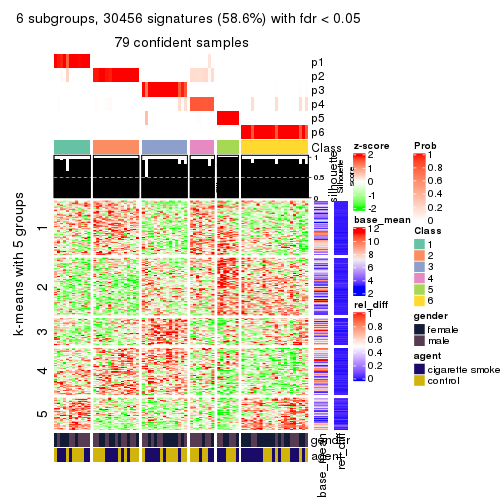 6 subgroups, 30456 signatures (58.6%) with fdr < 0.05
79 confident samples
p1
p2
p3
p4
p5
p6
Class
1
0.5
0
silhouette
Silhouette
score
k-means with 5 groups
1
2
3
4
5
gender
agent
base_mean
rel_diff
z-score
2
1
0
-1
-2
base_mean
12
10
8
6
4
2
rel_diff
1
0.8
0.6
0.4
0.2
0
Prob
1
0.8
0.6
0.4
0.2
0
Class
1
2
3
4
5
6
gender
female
male
agent
cigarette smoke
control